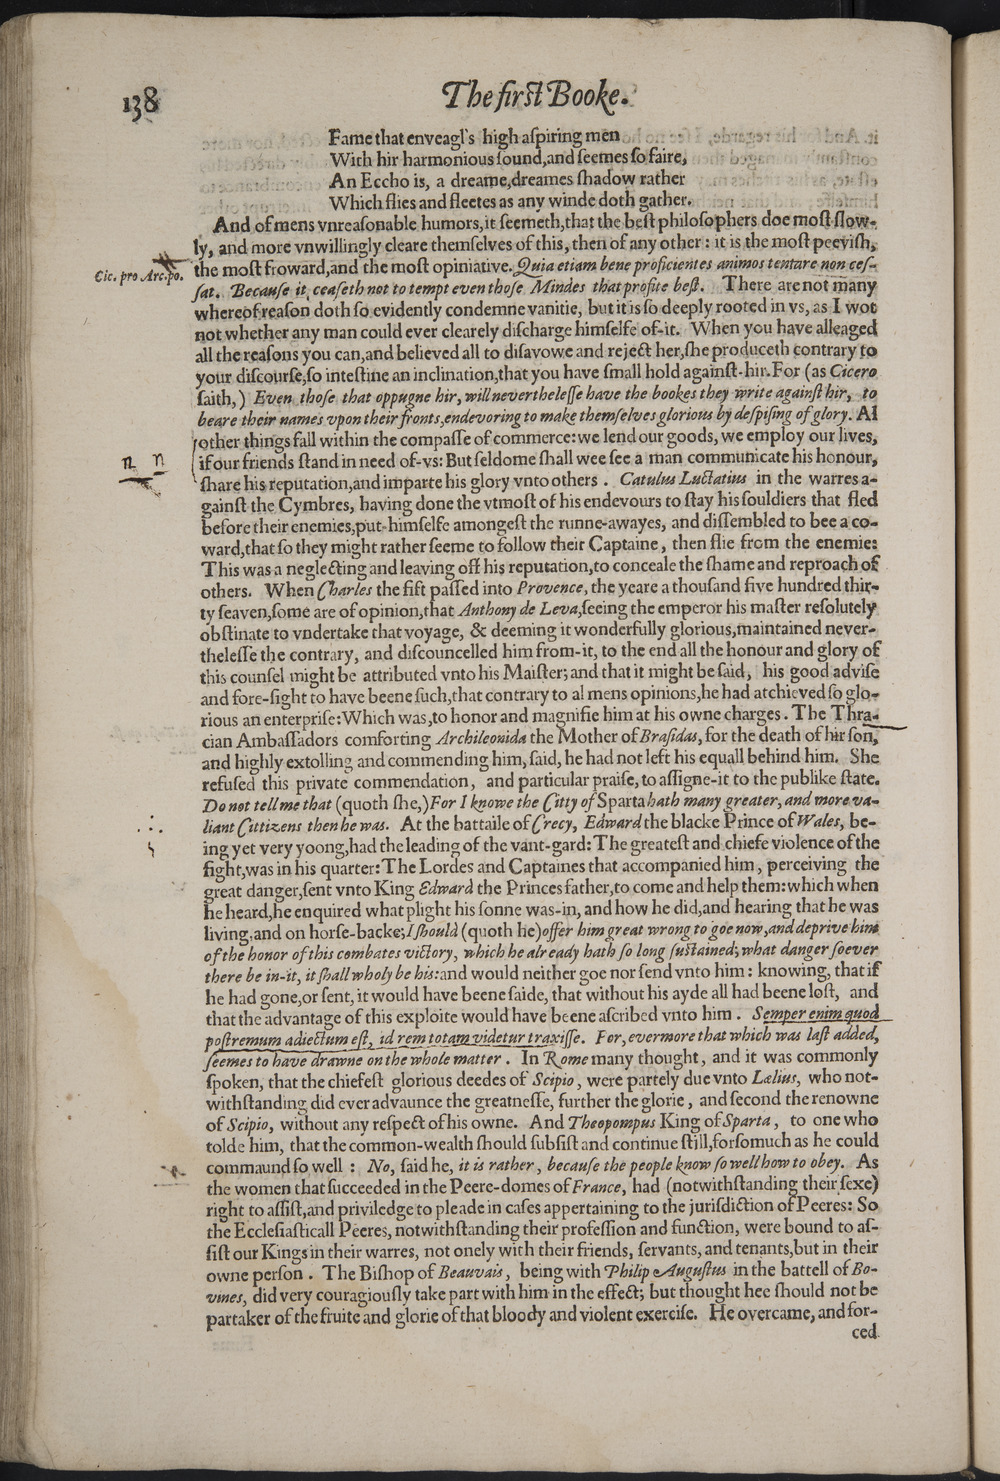 138
The first Booke.
Fame that enveagl's high aſpiring men
With hir harmonious ſound,and ſeemes ſo faire,
An Eccho is, a dreame,dreames ſhadow rather
Which flies and fleetes as any winde doth gather.
And of mens vnreaſonable humors,it ſeemeth,that the beſt philoſophers doe moſt ſlow-
ly, and more vnwillingly cleare themſelves of this, then of any other : it is the moſt peeviſh,
the moſt froward,and the moſt opiniative. Quia etiam bene proficientes animos tentare non ceſ-
Cic. pro Arc. po.
ſat. Becauſe it ceaſeth not to tempt even thoſe Mindes that profite beſt. There are not many
whereof reaſon doth ſo evidently condemne vanitie, but it is ſo deeply rooted in vs, as I wot
not whether any man could ever clearely diſcharge himſelfe of-it. When you have alleaged
all the reaſons you can,and believed all to diſavowe and reject her,ſhe produceth contrary to
your diſcourſe,ſo inteſtine an inclination,that you have ſmall hold againſt-hir. For (as Cicero
ſaith,) Even thoſe that oppugne hir, will nevertheleſſe have the bookes they write againſt hir, to
beare their names vpon their fronts,endevoring to make themſelves glorious by deſpiſing of glory. Al
other things fall within the compaſſe of commerce: we lend our goods, we employ our lives,
n n
if our friends ſtand in need of-vs: But ſeldome ſhall wee ſee a man communicate his honour,
ſhare his reputation,and imparte his glory vnto others . Catulus Luctatius in the warres a-
gainſt the Cymbres, having done the vtmoſt of his endevours to ſtay his ſouldiers that fled
before their enemies,put-himſelfe amongeſt the runne-awayes, and diſſembled to bee a co-
ward,that ſo they might rather ſeeme to follow their Captaine, then flie from the enemie:
This was a neglecting and leaving off his reputation,to conceale the ſhame and reproach of
others. When Charles the fift paſſed into Provence, the yeare a thouſand five hundred thir-
ty ſeaven,ſome are of opinion,that Anthony de Leva,ſeeing the emperor his maſter reſolutely
obſtinate to vndertake that voyage, & deeming it wonderfully glorious,maintained never-
theleſſe the contrary, and diſcouncelled him from-it, to the end all the honour and glory of
this counſel might be attributed vnto his Maiſter; and that it might be ſaid, his good adviſe
and fore-ſight to have beene ſuch,that contrary to al mens opinions,he had atchieved ſo glo-
rious an enterpriſe: Which was,to honor and magnifie him at his owne charges . The Thra-
cian Ambaſſadors comforting Archileonida the Mother of Braſidas, for the death of hir ſon,
and highly extolling and commending him, ſaid, he had not left his equall behind him. She
refuſed this private commendation, and particular praiſe, to aſſigne-it to the publike ſtate.
Do not tell me that (quoth ſhe,) For I knowe the Citty of Sparta hath many greater, and more va-
liant Cittizens then he was. At the battaile of Crecy, Edward the blacke Prince of Wales, be-
ing yet very yoong,had the leading of the vant-gard: The greateſt and chiefe violence of the
fight,was in his quarter: The Lordes and Captaines that accompanied him, perceiving the
great danger,ſent vnto King Edward the Princes father,to come and help them: which when
he heard,he enquired what plight his ſonne was-in, and how he did,and hearing that he was
living,and on horſe-backe; I ſhould (quoth he) offer him great wrong to goe now,and deprive him
of the honor of this combates victory, which he already hath ſo long ſuſtained; what danger ſoever
there be in-it, it ſhall wholy be his: and would neither goe nor ſend vnto him : knowing, that if
he had gone,or ſent, it would have beene ſaide, that without his ayde all had beene loſt, and
that the advantage of this exploite would have beene aſcribed vnto him . Semper enim quod
poſtremum adiectum eſt, id rem totam videtur traxiſſe. For, evermore that which was laſt added,
ſeemes to have drawne on the whole matter . In Rome many thought, and it was commonly
ſpoken, that the chiefeſt glorious deedes of Scipio, were partely due vnto Lælius, who not-
withſtanding did ever advaunce the greatneſſe, further the glorie, and ſecond the renowne
of Scipio, without any reſpect of his owne. And Theopompus King of Sparta, to one who
tolde him, that the common-wealth ſhould ſubſiſt and continue ſtill,forſomuch as he could
commaund ſo well : No, ſaid he, it is rather, becauſe the people know ſo well how to obey. As
the women that ſucceeded in the Peere-domes of France, had (notwithſtanding their ſexe)
right to aſſiſt,and priviledge to pleade in caſes appertaining to the juriſdiction of Peeres: So
the Eccleſiaſticall Peeres, notwithſtanding their profeſſion and function, were bound to aſ-
ſiſt our Kings in their warres, not onely with their friends, ſervants, and tenants,but in their
owne perſon . The Biſhop of Beauvais, being with Philip Auguſtus in the battell of Bo-
vines, did very couragiouſly take part with him in the effect; but thought hee ſhould not be
partaker of the fruite and glorie of that bloody and violent exerciſe. He overcame, and for-
ced